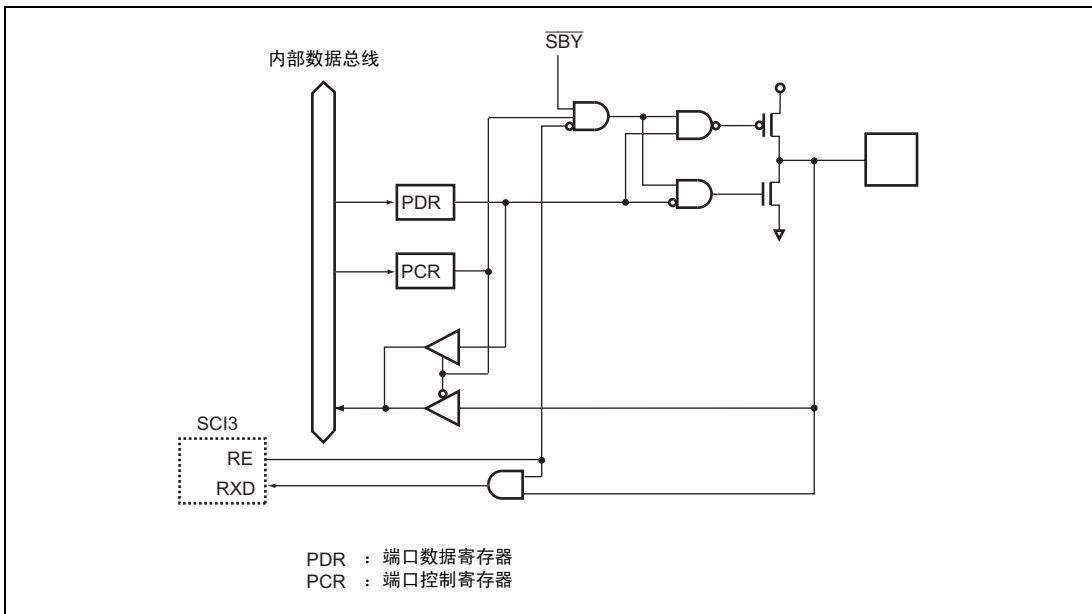 SBY
内部数据总线
PDR
PCR
SCI3
RE
RXD
PDR ： 端口数据寄存器
PCR ： 端口控制寄存器